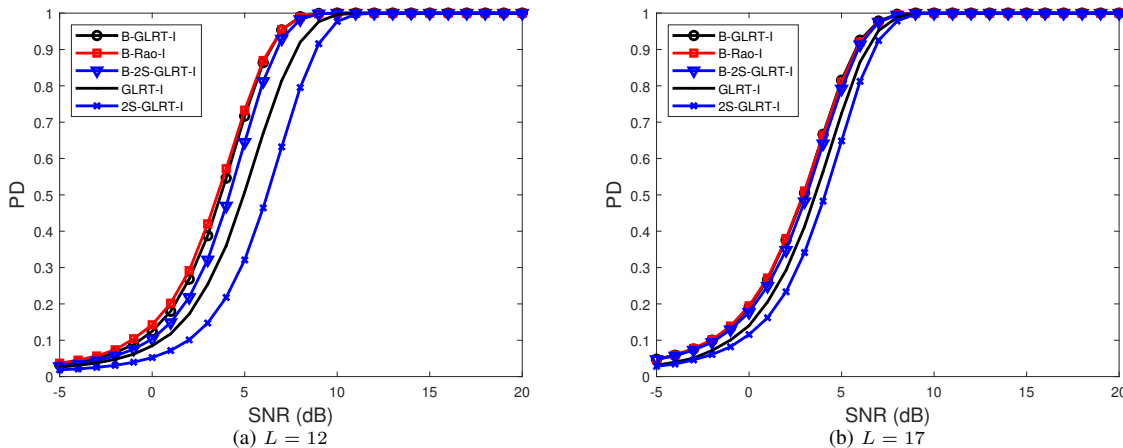 1
0.9
0.8
0.7
0.6
0.5
0.4
0.3
0.2
0.1
0
PD
B-GLRT-I
B-Rao-I
B-2S-GLRT-I
GLRT-I
2S-GLRT-I
-5 0 5 10 15 20
SNR (dB)
(a) L = 12
1
0.9
0.8
0.7
0.6
0.5
0.4
0.3
0.2
0.1
0
PD
B-GLRT-I
B-Rao-I
B-2S-GLRT-I
GLRT-I
2S-GLRT-I
-5 0 5 10 15 20
SNR (dB)
(b) L = 17